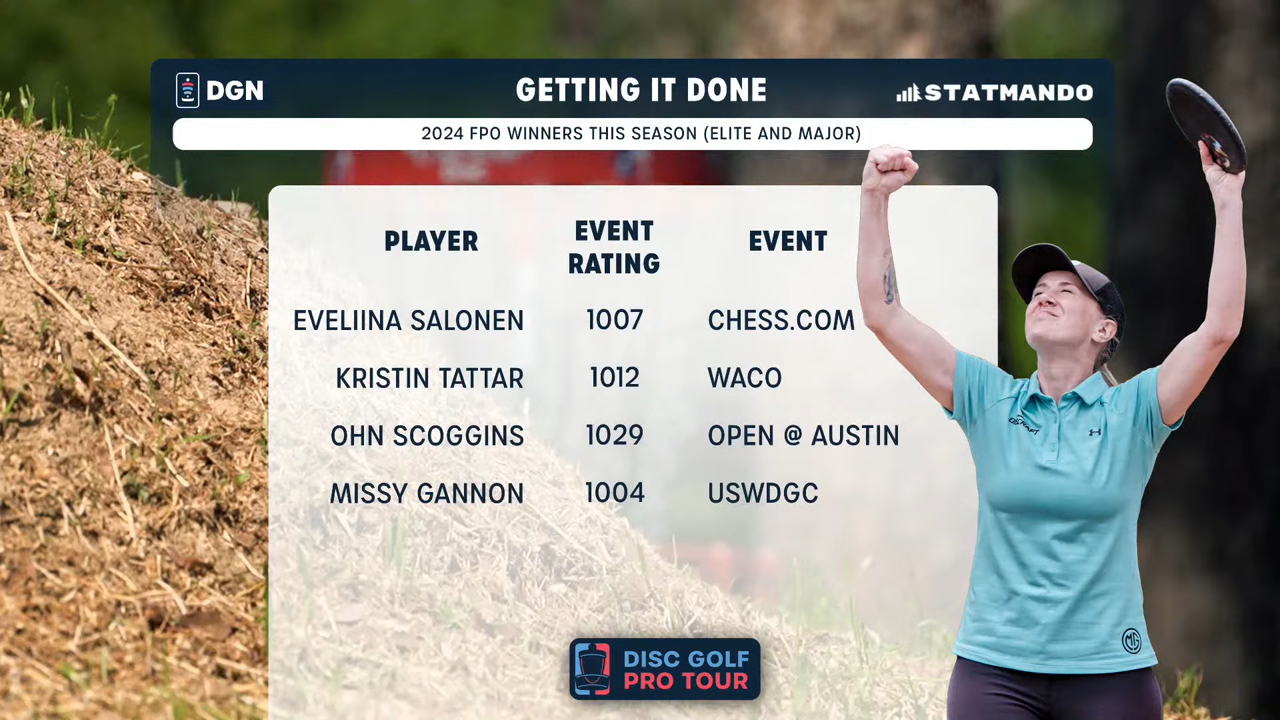 DGN
GETTING IT DONE
STATMANDO
2024 FPO WINNERS THIS SEASON (ELITE AND MAJOR)
PLAYER EVENT RATING EVENT
EVELIINA SALONEN 1007 CHESS.COM
KRISTIN TATTAR 1012 WACO
OHN SCOGGINS 1029 OPEN @ AUSTIN
MISSY GANNON 1004 USWDGC
DISCRAFT
MG
DISC GOLF
PRO TOUR